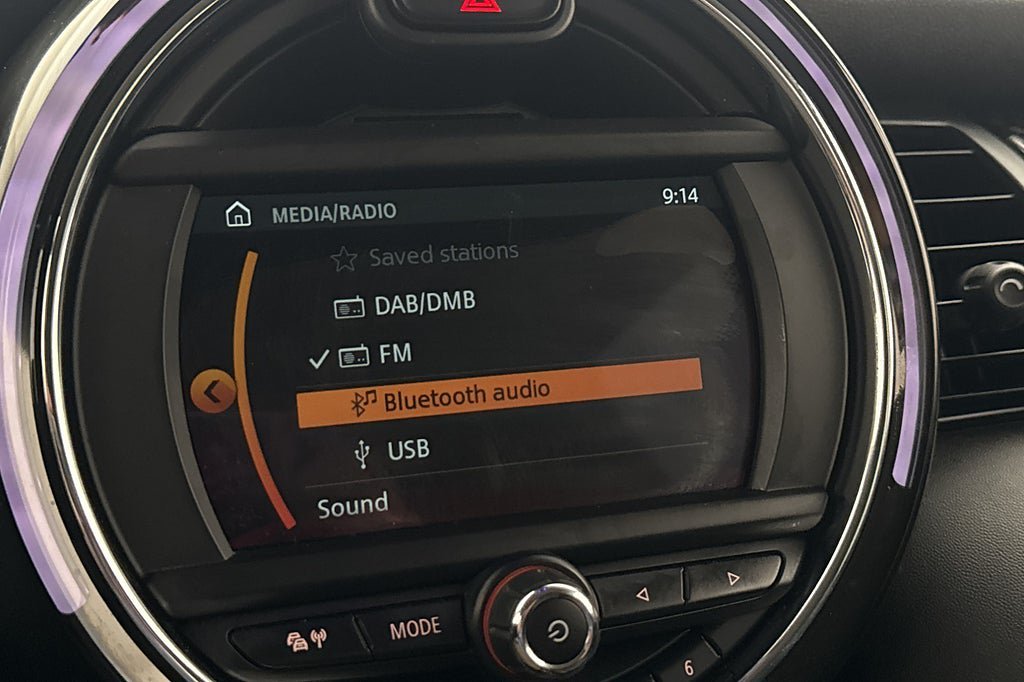 MEDIA/RADIO 9:14
Saved stations
DAB/DMB
FM
Bluetooth audio
USB
Sound
MODE
6